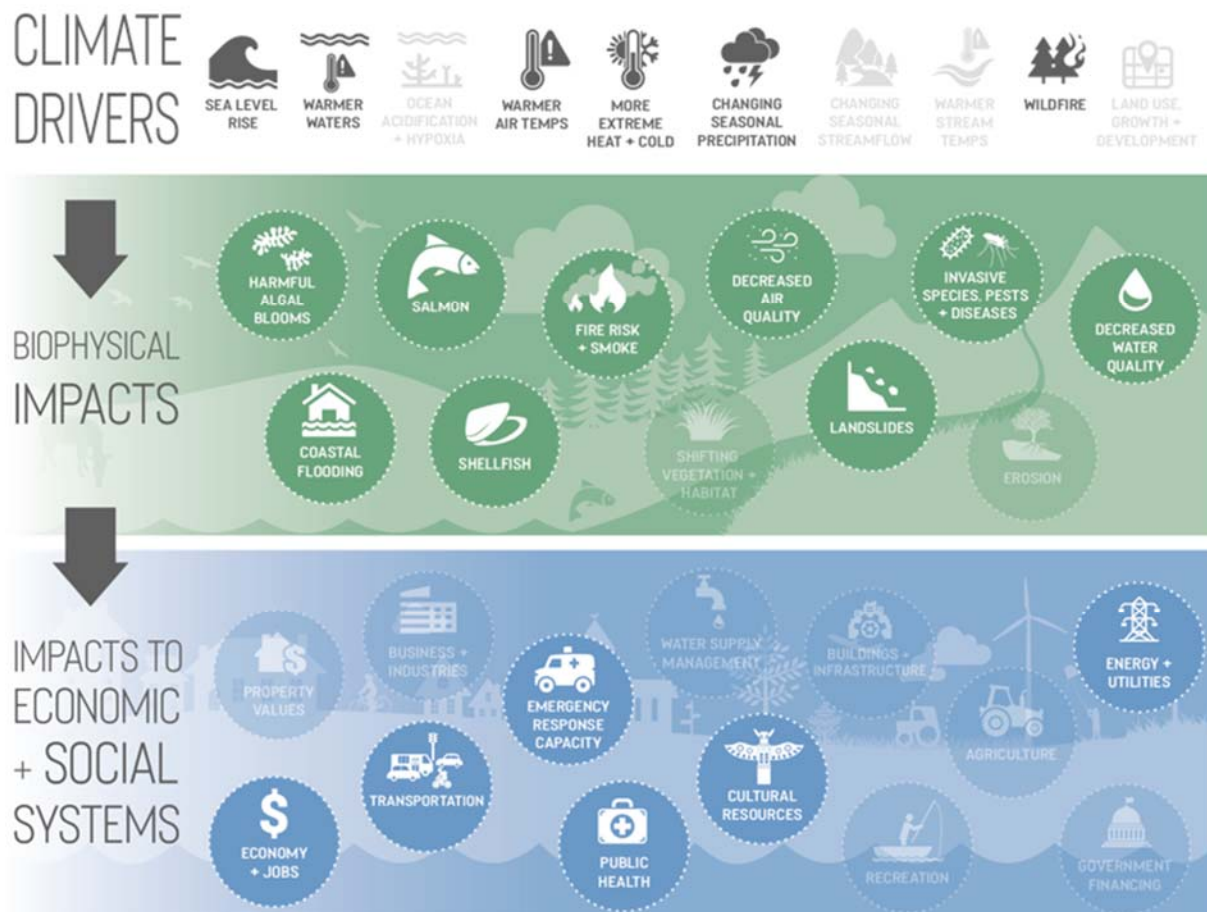 CLIMATE
DRIVERS
SEA LEVEL
RISE
WARMER
WATERS
OCEAN
ACIDIFICATION
+ HYPOXIA
WARMER
AIR TEMPS
MORE
EXTREME
HEAT + COLD
CHANGING
SEASONAL
PRECIPITATION
CHANGING
SEASONAL
STREAMFLOW
WARMER
STREAM
TEMPS
WILDFIRE
LAND USE,
GROWTH +
DEVELOPMENT
BIOPHYSICAL
IMPACTS
HARMFUL
ALGAL
BLOOMS
SALMON
FIRE RISK
+ SMOKE
DECREASED
AIR
QUALITY
INVASIVE
SPECIES, PESTS
+ DISEASES
DECREASED
WATER
QUALITY
COASTAL
FLOODING
SHELLFISH
SHIFTING
VEGETATION +
HABITAT
LANDSLIDES
EROSION
IMPACTS TO
ECONOMIC
+ SOCIAL
SYSTEMS
$
PROPERTY
VALUES
BUSINESS +
INDUSTRIES
EMERGENCY
RESPONSE
CAPACITY
WATER SUPPLY
MANAGEMENT
BUILDINGS +
INFRASTRUCTURE
ENERGY +
UTILITIES
AGRICULTURE
TRANSPORTATION
CULTURAL
RESOURCES
$
ECONOMY
+ JOBS
PUBLIC
HEALTH
RECREATION
GOVERNMENT
FINANCING